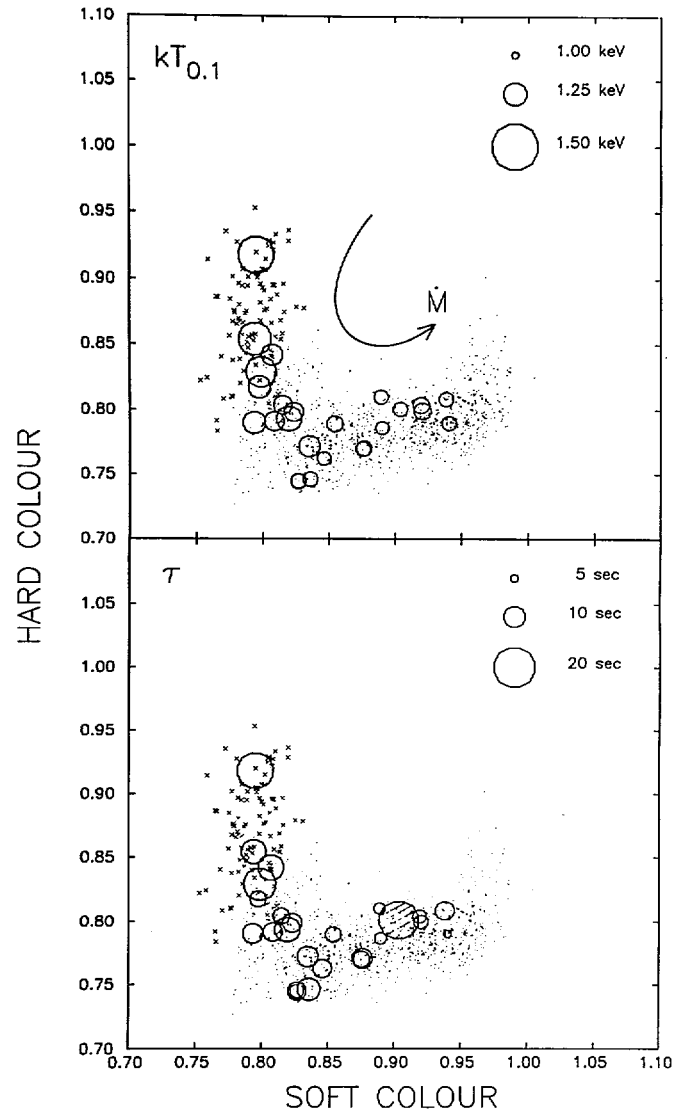 1.10
1.05
1.00
0.95
0.90
0.85
0.80
0.75
0.70
kT0.1
1.00 keV
1.25 keV
1.50 keV
Ṁ
HARD COLOUR
1.05
1.00
0.95
0.90
0.85
0.80
0.75
0.70
τ
5 sec
10 sec
20 sec
0.70 0.75 0.80 0.85 0.90 0.95 1.00 1.05 1.10
SOFT COLOUR